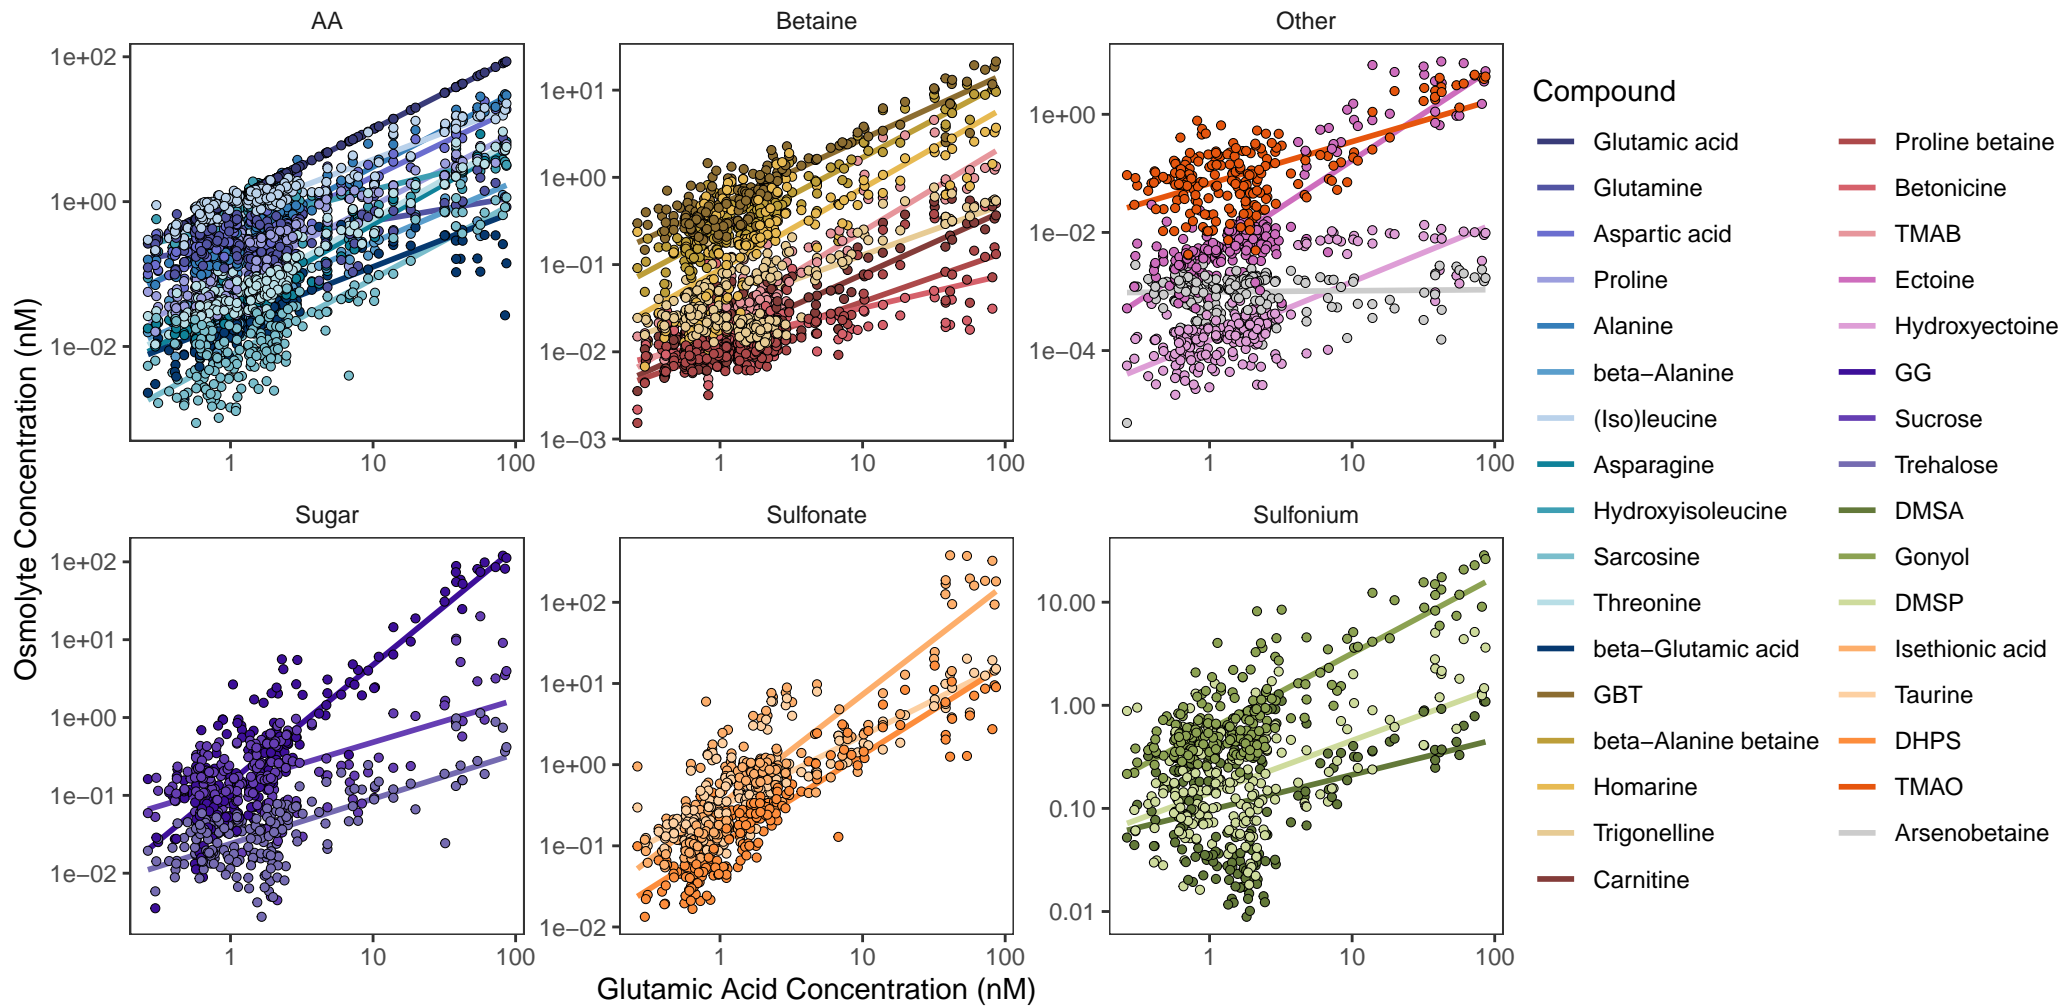 AA
Betaine
Other
1e+02
1e+00
1e−02
1 10 100
1e+01
1e+00
1e−01
1e−02
1e−03
1 10 100
1e+00
1e−02
1e−04
1 10 100
Sugar
Sulfonate
Sulfonium
1e+02
1e+01
1e+00
1e−01
1e−02
1 10 100
1e+02
1e+01
1e+00
1e−01
1e−02
1 10 100
10.00
1.00
0.10
0.01
1 10 100
Osmolyte Concentration (nM)
Glutamic Acid Concentration (nM)
Compound
Glutamic acid
Glutamine
Aspartic acid
Proline
Alanine
beta−Alanine
(Iso)leucine
Asparagine
Hydroxyisoleucine
Sarcosine
Threonine
beta−Glutamic acid
GBT
beta−Alanine betaine
Homarine
Trigonelline
Carnitine
Proline betaine
Betonicine
TMAB
Ectoine
Hydroxyectoine
GG
Sucrose
Trehalose
DMSA
Gonyol
DMSP
Isethionic acid
Taurine
DHPS
TMAO
Arsenobetaine